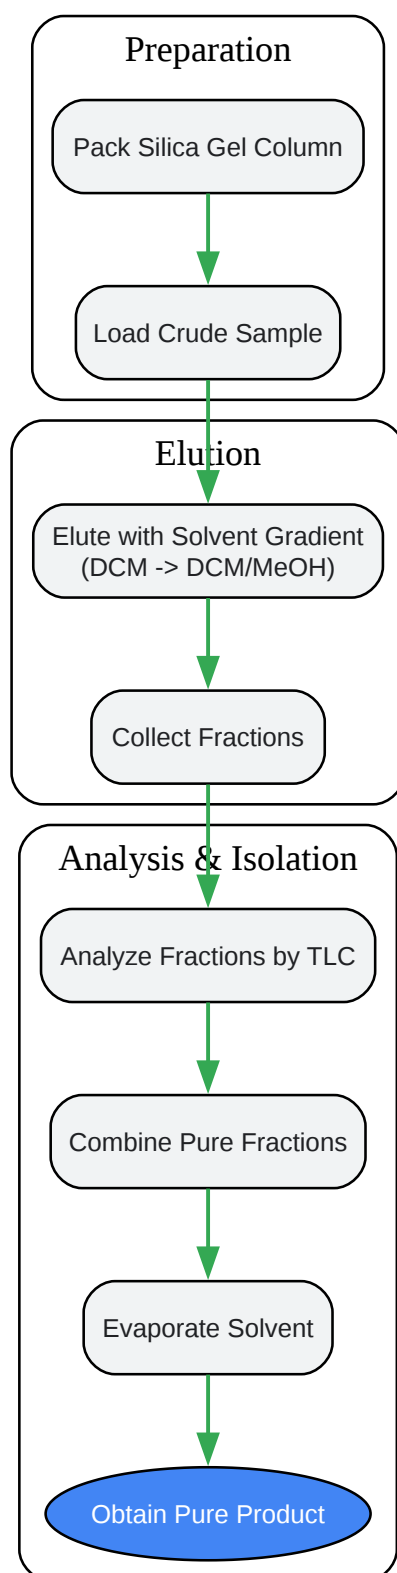 Preparation
Pack Silica Gel Column
Load Crude Sample
Elution
Elute with Solvent Gradient
(DCM -> DCM/MeOH)
Collect Fractions
Analysis & Isolation
Analyze Fractions by TLC
Combine Pure Fractions
Evaporate Solvent
Obtain Pure Product